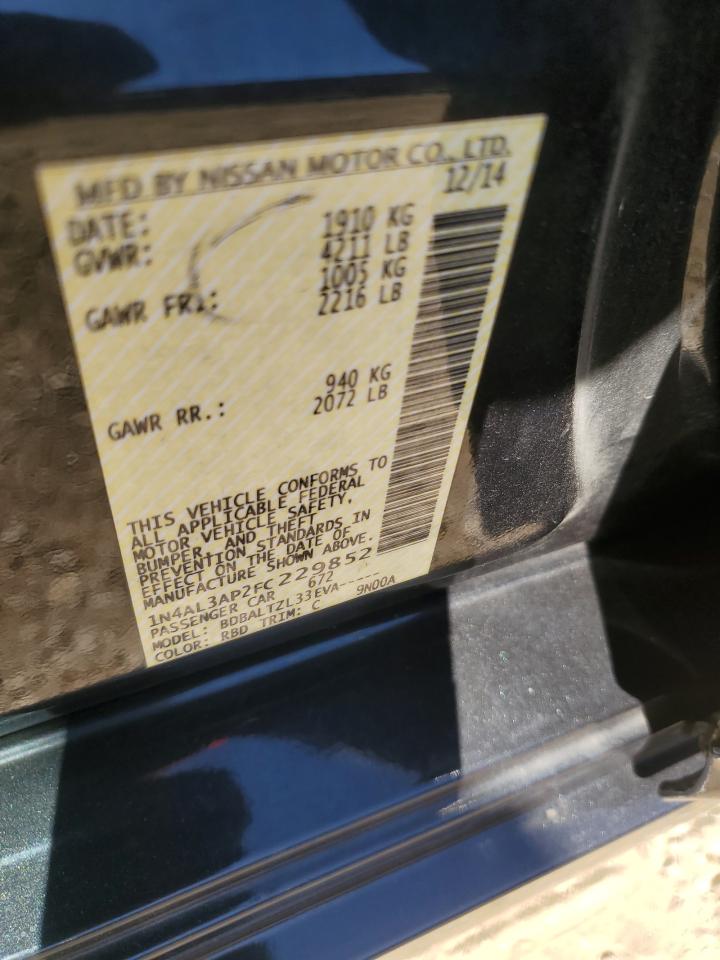 MFD BY NISSAN MOTOR CO., LTD.
DATE: 12/14
GVWR: 1910 KG
4211 LB
GAWR FR.: 1005 KG
2216 LB
GAWR RR.: 940 KG
2072 LB
THIS VEHICLE CONFORMS TO
ALL APPLICABLE FEDERAL
MOTOR VEHICLE SAFETY,
BUMPER, AND THEFT
PREVENTION STANDARDS IN
EFFECT ON THE DATE OF
MANUFACTURE SHOWN ABOVE.
1N4AL3AP2FC229852
PASSENGER CAR 672
MODEL: BDBALTZL33EVA-----
COLOR: RBD TRIM: C 9N00A